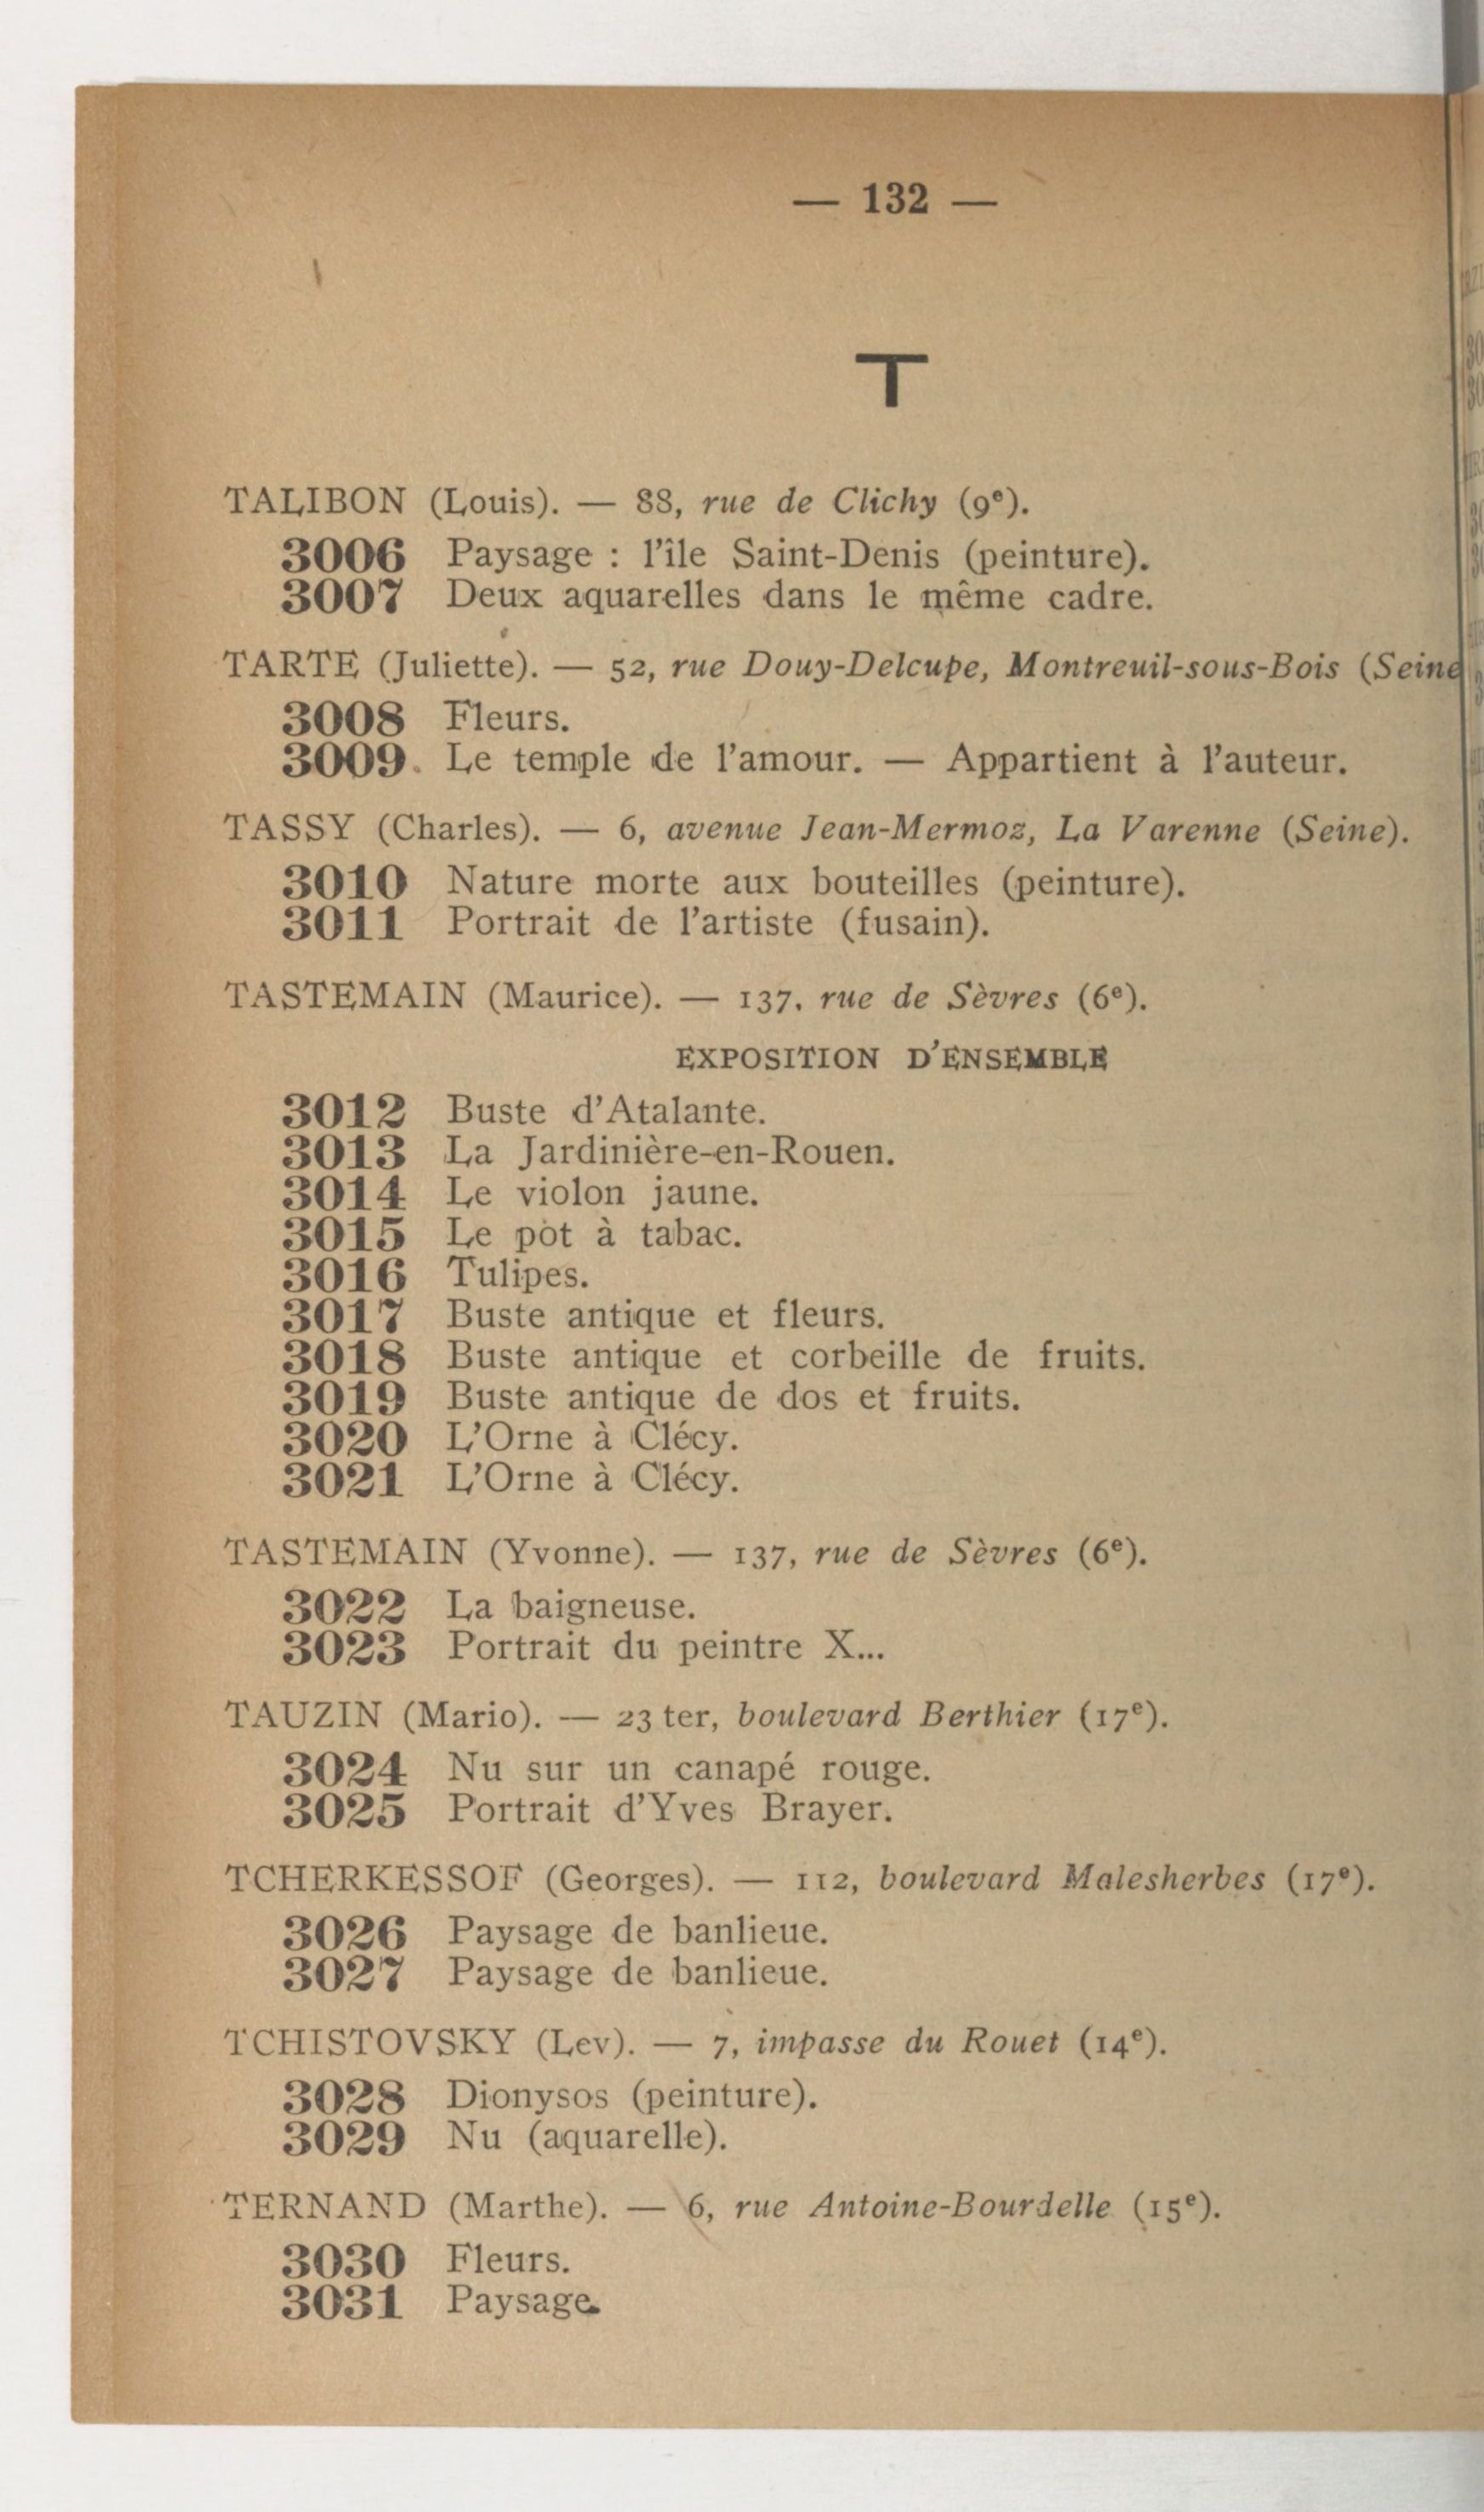 — 132 —
T
TALIBON (Louis). — 88, rue de Clichy (9e).
3006 Paysage : l'île Saint-Denis (peinture).
3007 Deux aquarelles dans le même cadre.
TARTE (Juliette). — 52, rue Douy-Delcupe, Montreuil-sous-Bois (Seine
3008 Fleurs.
3009 Le temple de l'amour. — Appartient à l'auteur.
TASSY (Charles). — 6, avenue Jean-Mermoz, La Varenne (Seine).
3010 Nature morte aux bouteilles (peinture).
3011 Portrait de l'artiste (fusain).
TASTEMAIN (Maurice). — 137, rue de Sèvres (6e).
EXPOSITION D'ENSEMBLE
3012 Buste d'Atalante.
3013 La Jardinière-en-Rouen.
3014 Le violon jaune.
3015 Le pot à tabac.
3016 Tulipes.
3017 Buste antique et fleurs.
3018 Buste antique et corbeille de fruits.
3019 Buste antique de dos et fruits.
3020 L'Orne à Clécy.
3021 L'Orne à Clécy.
TASTEMAIN (Yvonne). — 137, rue de Sèvres (6e).
3022 La baigneuse.
3023 Portrait du peintre X...
TAUZIN (Mario). — 23 ter, boulevard Berthier (17e).
3024 Nu sur un canapé rouge.
3025 Portrait d'Yves Brayer.
TCHERKESSOF (Georges). — 112, boulevard Malesherbes (17e).
3026 Paysage de banlieue.
3027 Paysage de banlieue.
TCHISTOVSKY (Lev). — 7, impasse du Rouet (14e).
3028 Dionysos (peinture).
3029 Nu (aquarelle).
TERNAND (Marthe). — 6, rue Antoine-Bourdelle (15e).
3030 Fleurs.
3031 Paysage.